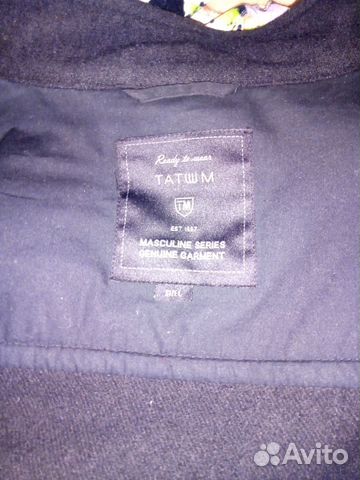 Ready to wear
TATШM
TM
EST 1997
MASCULINE SERIES
GENUINE GARMENT
Avito